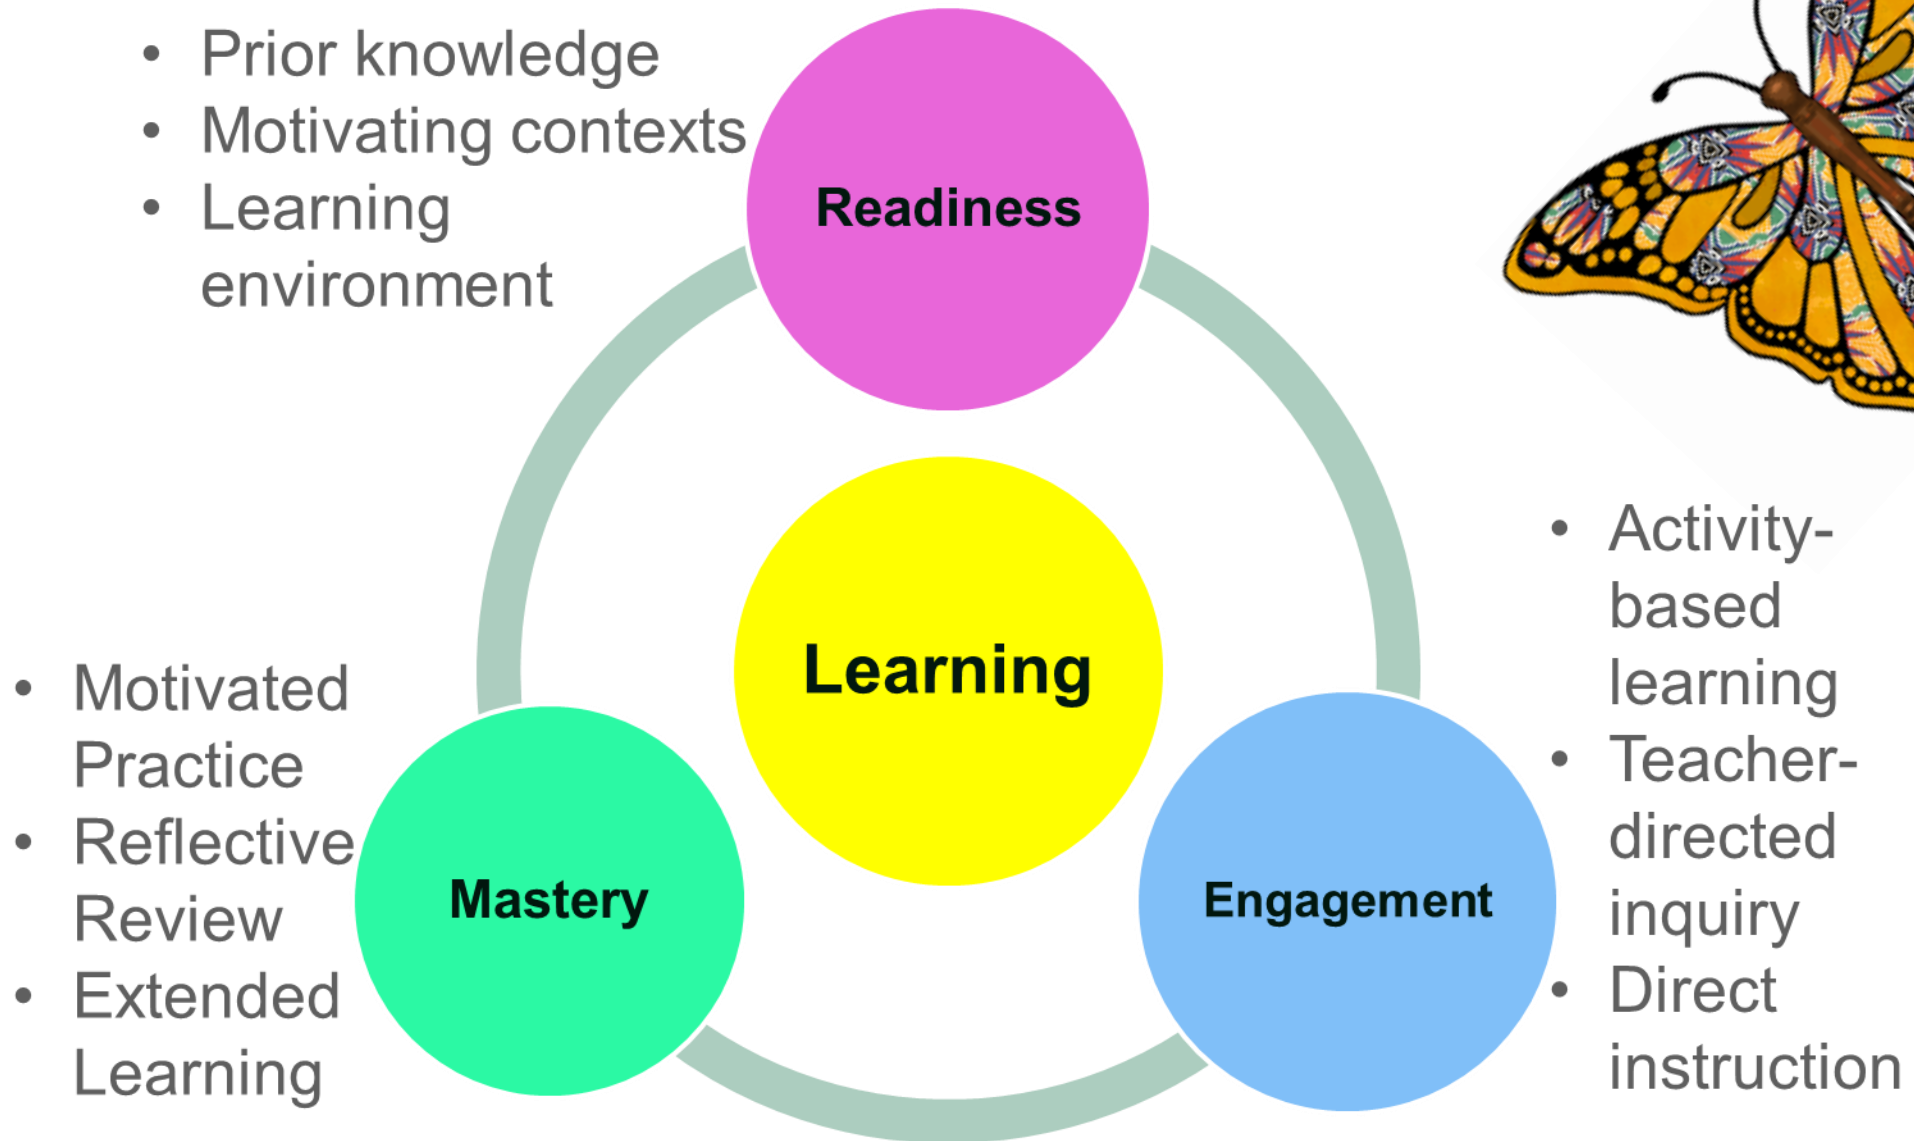 • Prior knowledge
• Motivating contexts
• Learning
environment
Readiness
Learning
• Activity-
based
learning
• Teacher-
directed
inquiry
• Direct
instruction
Engagement
• Motivated
Practice
• Reflective
Review
• Extended
Learning
Mastery